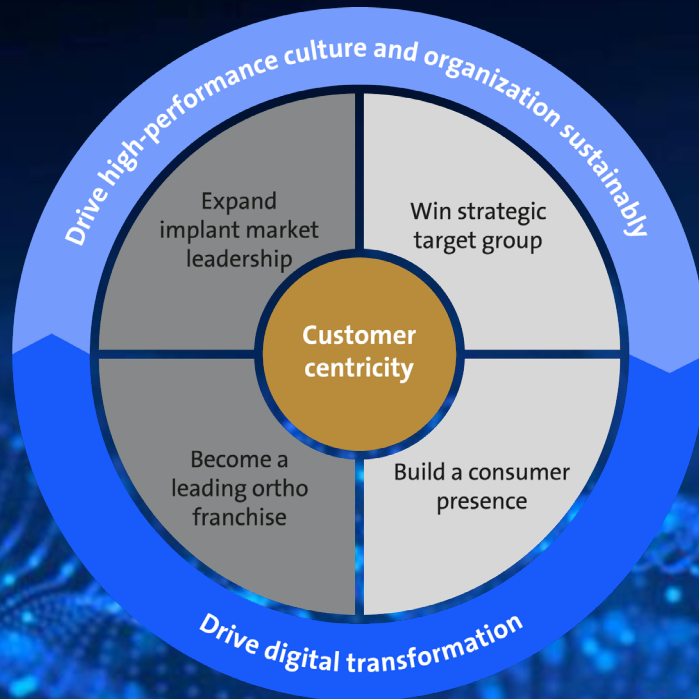 Drive high-performance culture and organization sustainably
Expand
implant market
leadership
Win strategic
target group
Customer
centricity
Become a
leading ortho
franchise
Build a consumer
presence
Drive digital transformation